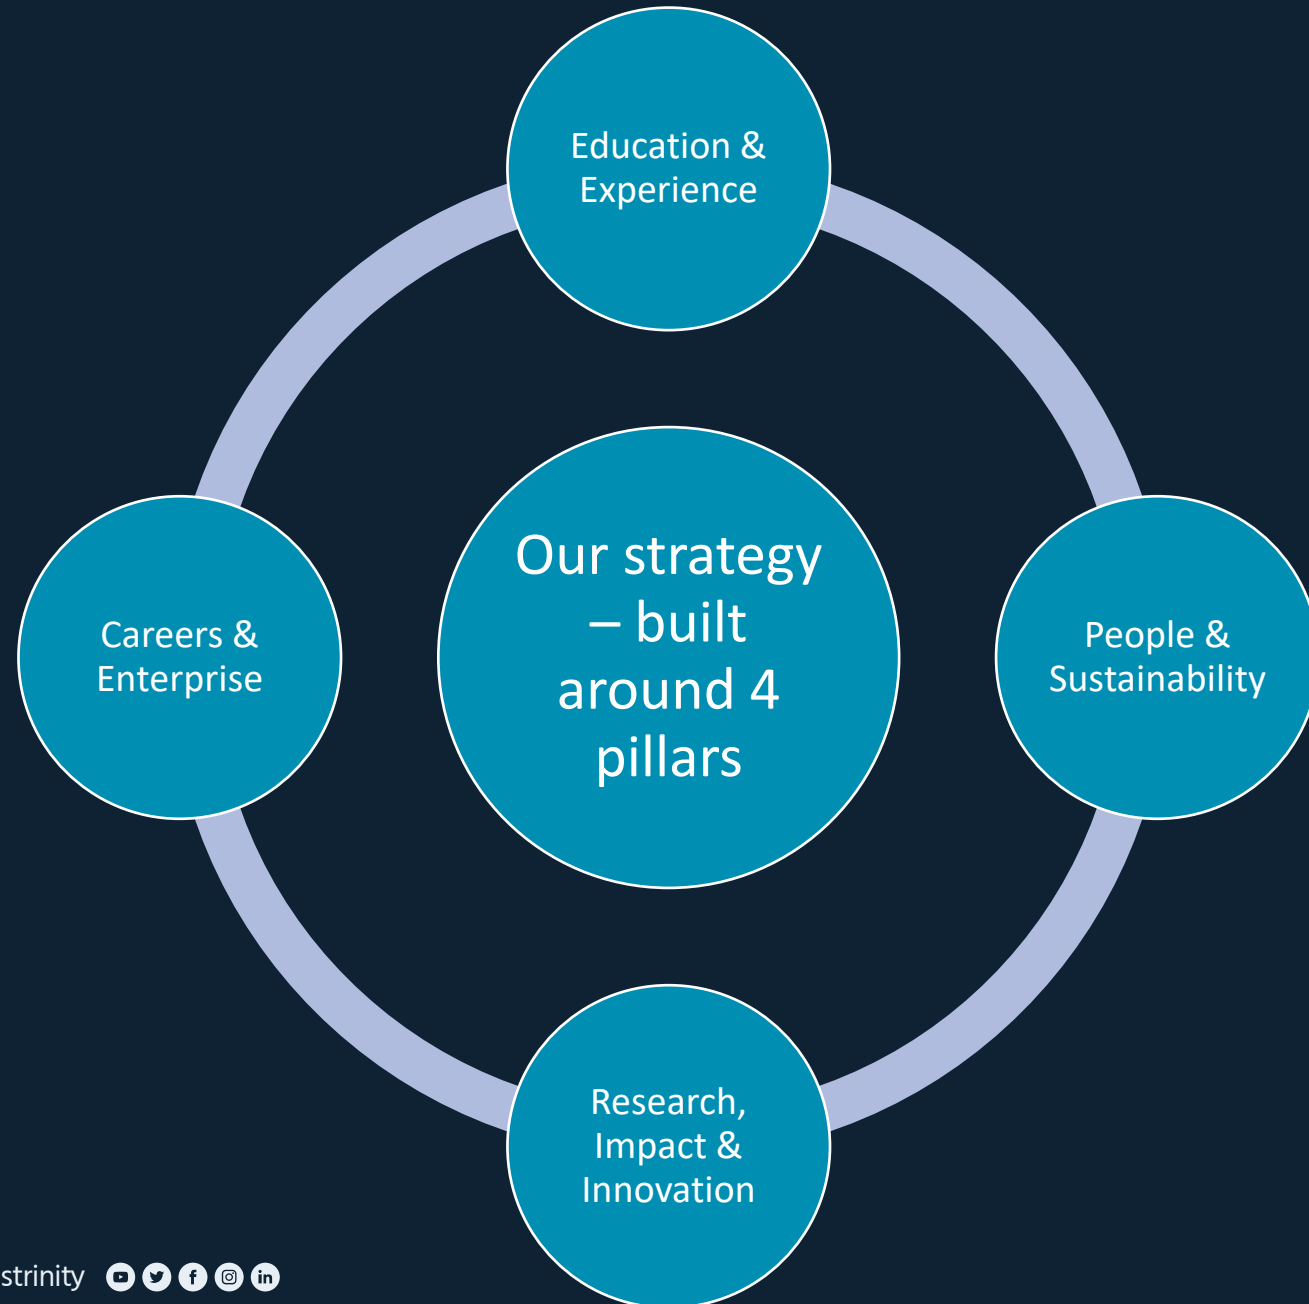 Education &
Experience
Our strategy
– built
around 4
pillars
Careers &
Enterprise
People &
Sustainability
Research,
Impact &
Innovation
strinity